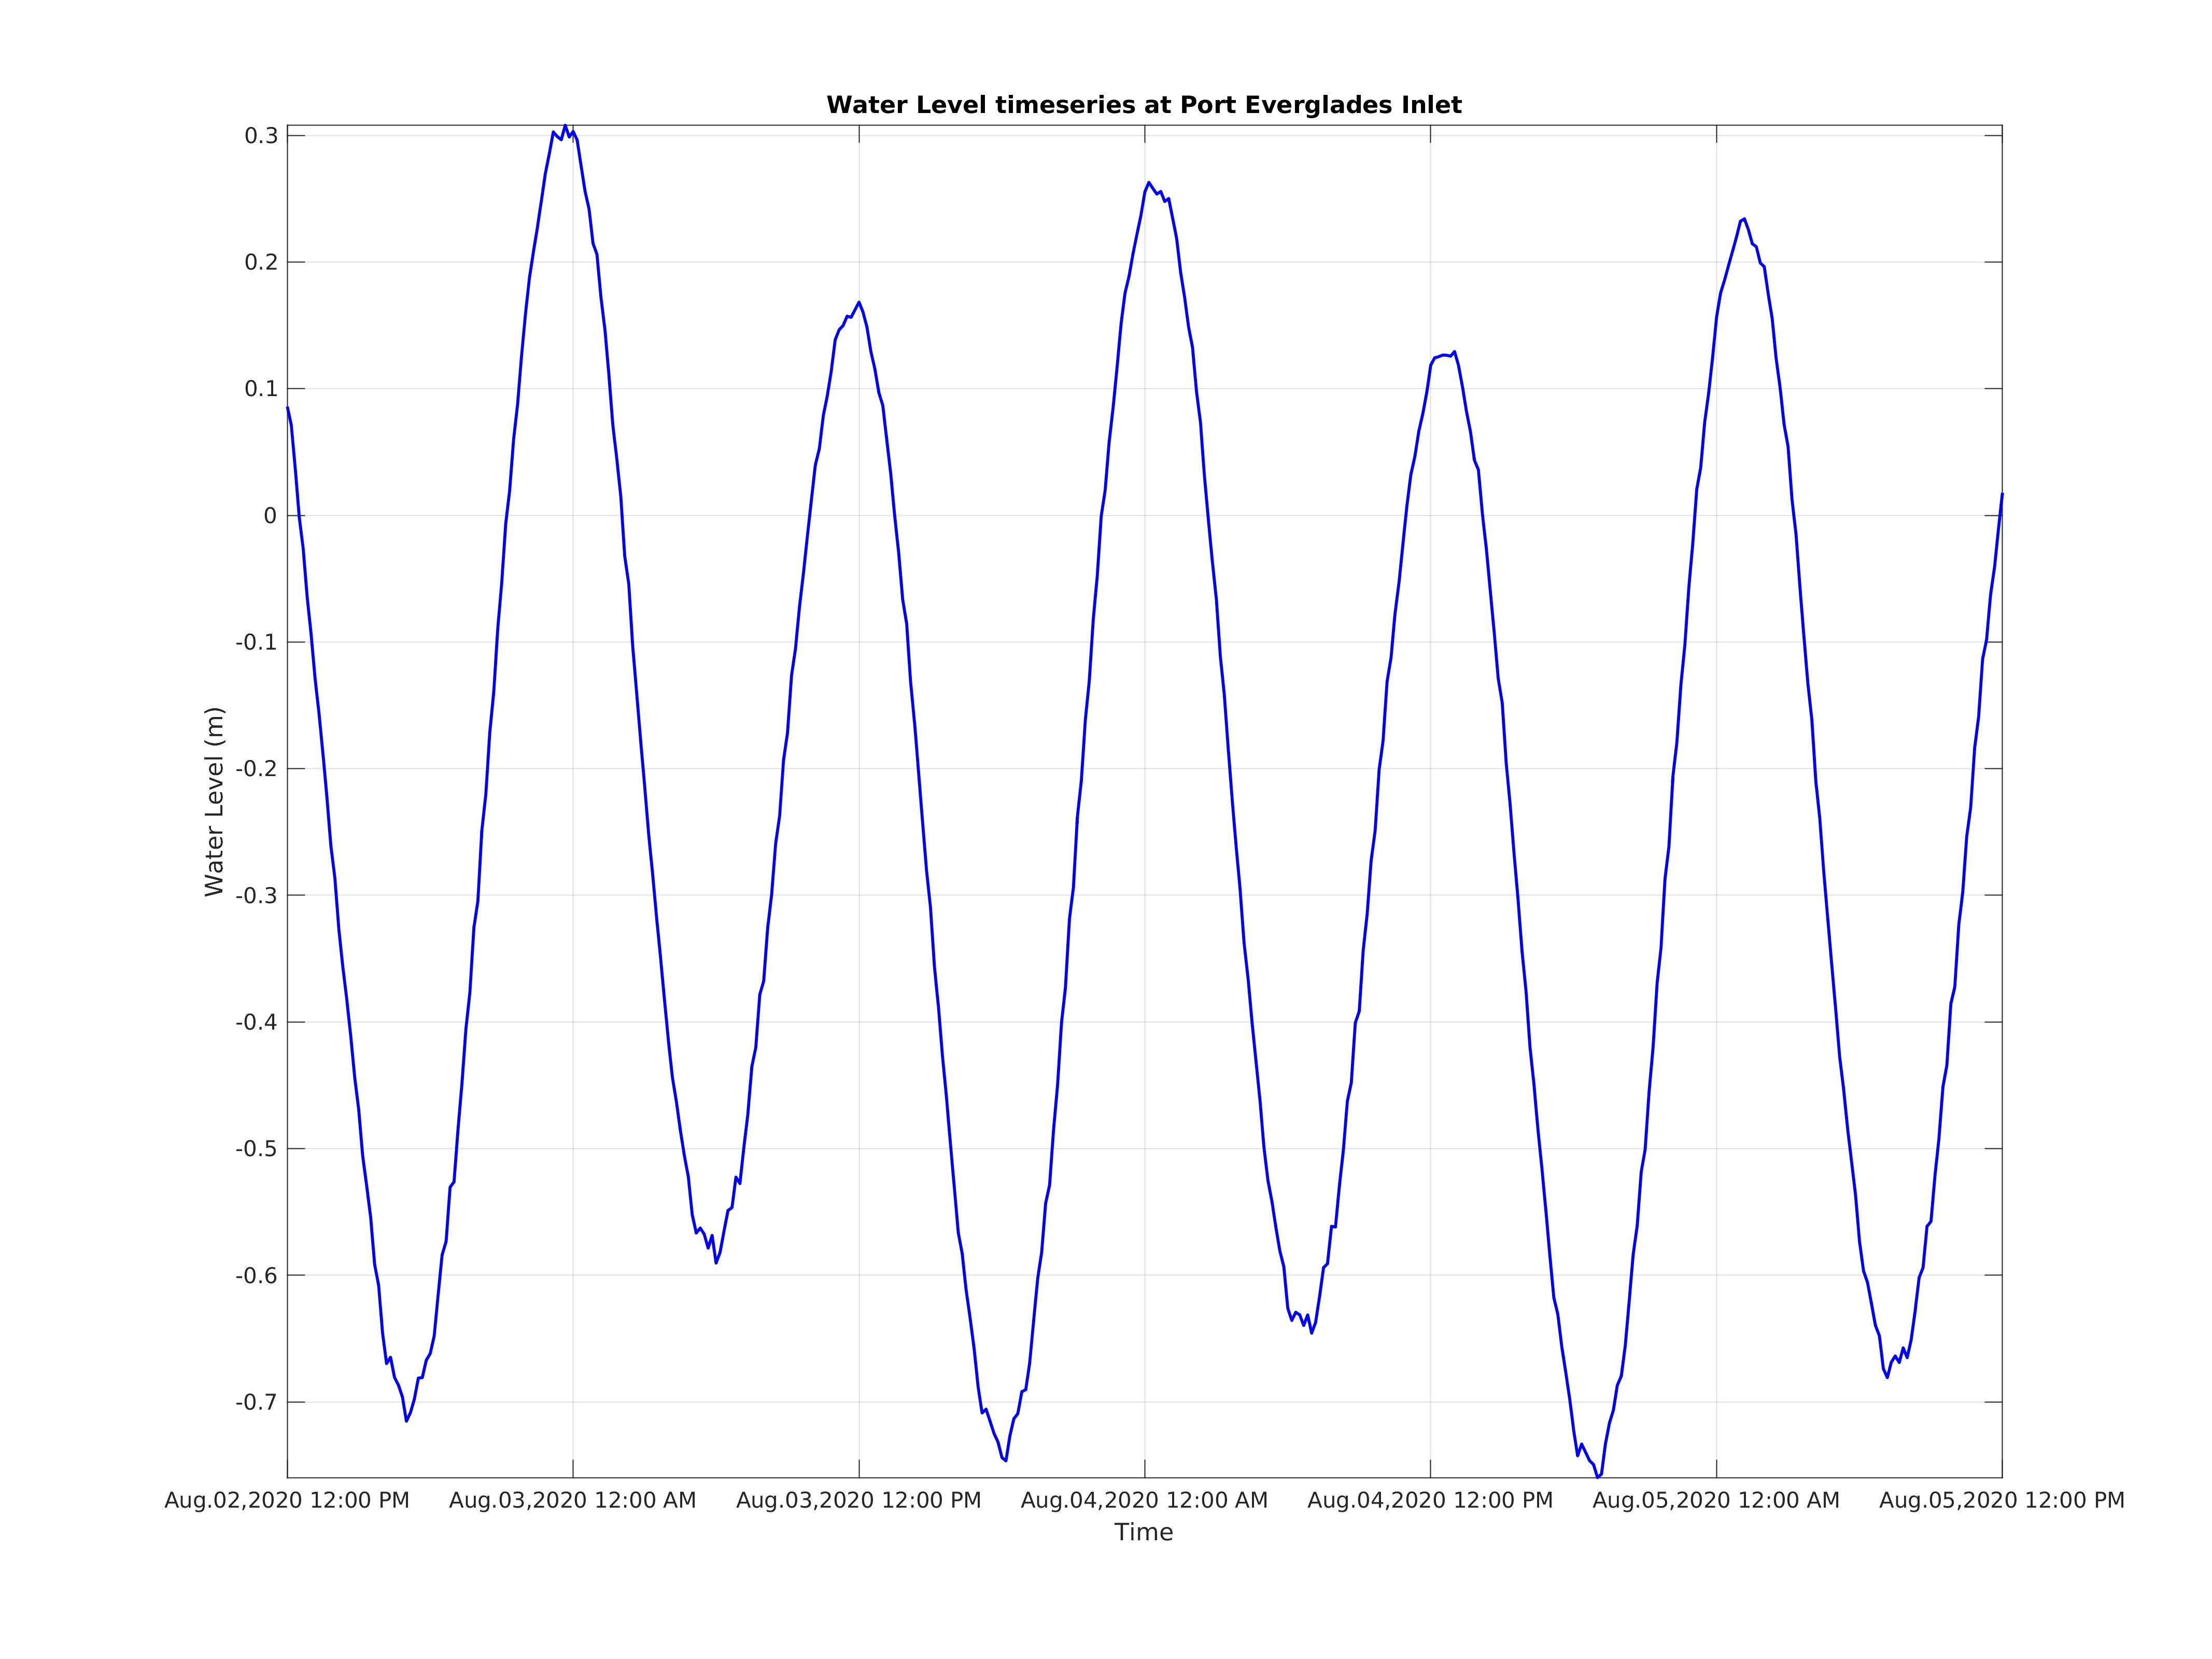 Water Level timeseries at Port Everglades Inlet
0.3
0.2
0.1
0
-0.1
-0.2
-0.3
-0.4
-0.5
-0.6
-0.7
Water Level (m)
Aug.02,2020 12:00 PM Aug.03,2020 12:00 AM Aug.03,2020 12:00 PM Aug.04,2020 12:00 AM Aug.04,2020 12:00 PM Aug.05,2020 12:00 AM Aug.05,2020 12:00 PM
Time